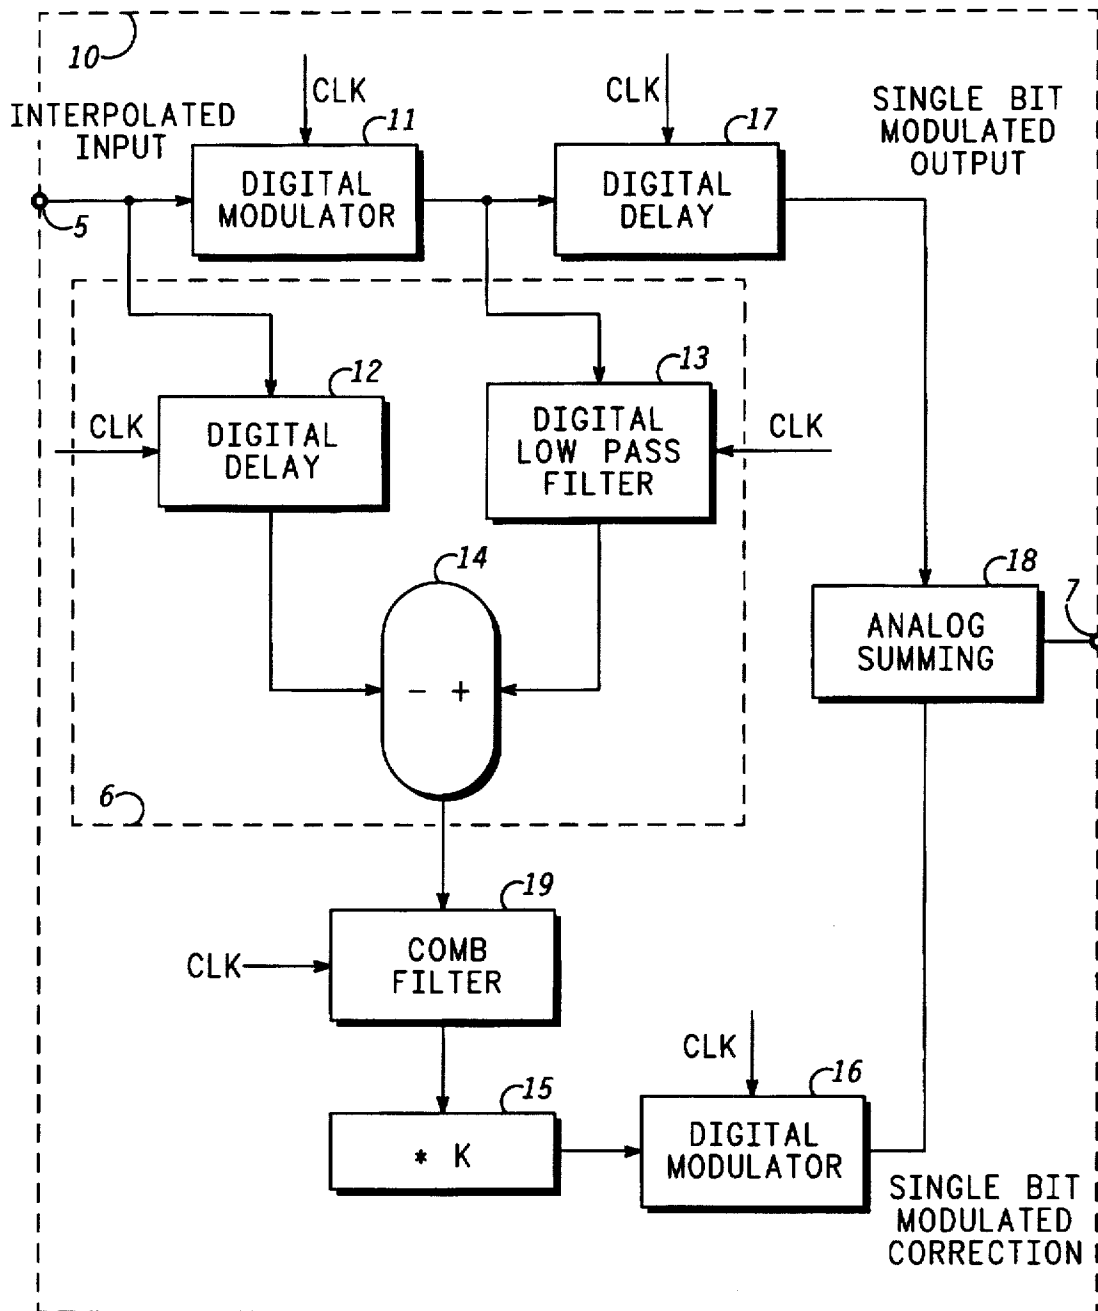 10
CLK
CLK
INTERPOLATED
INPUT
11
17
SINGLE BIT
MODULATED
OUTPUT
DIGITAL
MODULATOR
DIGITAL
DELAY
5
12
13
CLK
DIGITAL
DELAY
DIGITAL
LOW PASS
FILTER
CLK
14
- +
18
7
ANALOG
SUMMING
6
19
CLK
COMB
FILTER
CLK
15
16
* K
DIGITAL
MODULATOR
SINGLE BIT
MODULATED
CORRECTION